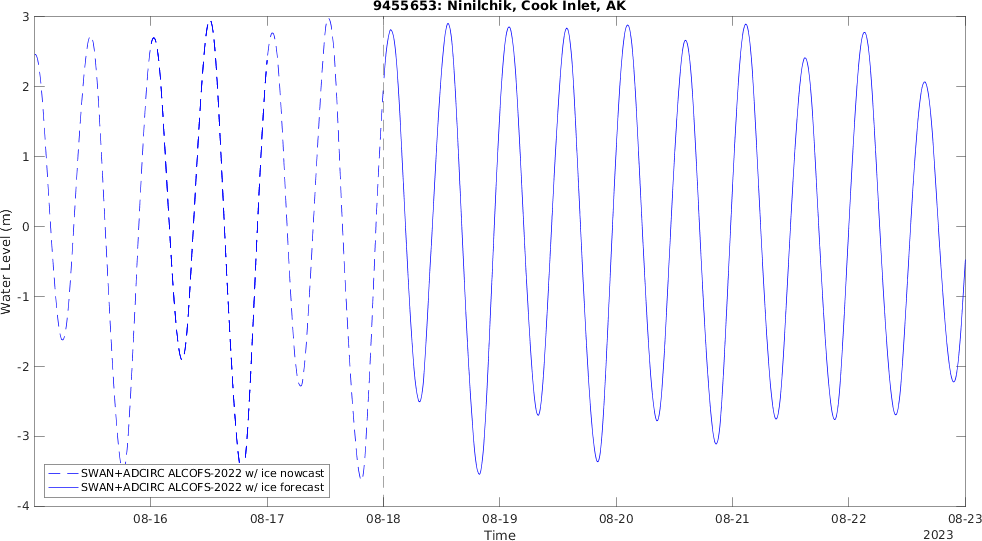 9455653: Ninilchik, Cook Inlet, AK
Water Level (m)
3
2
1
0
-1
-2
-3
-4
SWAN+ADCIRC ALCOFS-2022 w/ ice nowcast
SWAN+ADCIRC ALCOFS-2022 w/ ice forecast
08-16 08-17 08-18 08-19 08-20 08-21 08-22 08-23
Time
2023